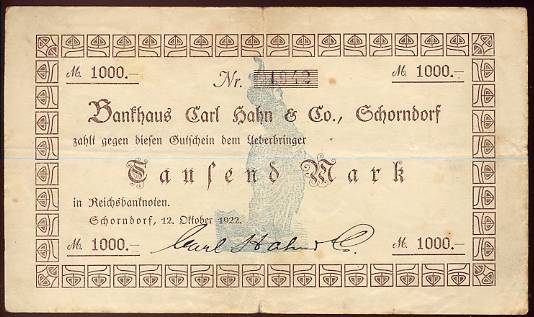 M. 1000.— M. 1000.—
Nr. 4942
Bankhaus Carl Hahn & Co., Schorndorf
zahlt gegen diesen Gutschein dem Ueberbringer
Tausend Mark
in Reichsbanknoten.
Schorndorf, 12. Oktober 1922.
M. 1000.— Carl Hahn & C. M. 1000.—